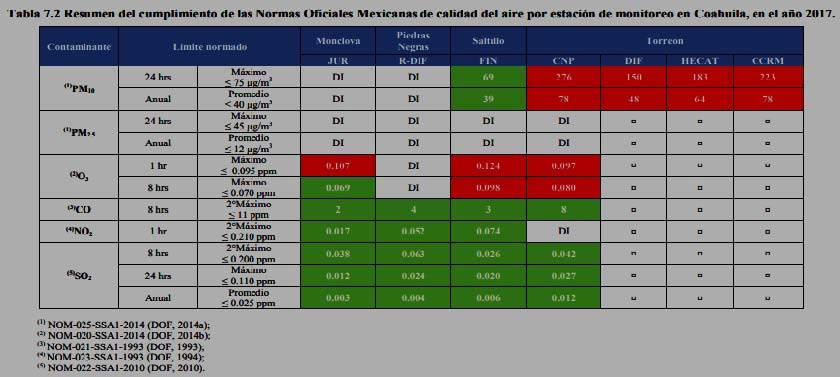 Tabla 7.2 Resumen del cumplimiento de las Normas Oficiales Mexicanas de calidad del aire por estación de monitoreo en Coahuila, en el año 2017.
Contaminante Límite normado Monclova Piedras Negras Saltillo Torreon
JUR R-DIF FIN CNP DIF HECAT CCRM
(1)PM10 24 hrs Máximo ≤ 75 µg/m³ DI DI 69 276 150 183 223
Anual Promedio < 40 µg/m³ DI DI 39 78 48 64 78
(1)PM2.5 24 hrs Máximo ≤ 45 µg/m³ DI DI DI DI ¤ ¤ ¤
Anual Promedio ≤ 12 µg/m³ DI DI DI DI ¤ ¤ ¤
(2)O3 1 hr Máximo ≤ 0.095 ppm 0.107 DI 0.124 0.097 ¤ ¤ ¤
8 hrs Máximo ≤ 0.070 ppm 0.069 DI 0.098 0.080 ¤ ¤ ¤
(3)CO 8 hrs 2°Máximo ≤ 11 ppm 2 4 3 8 ¤ ¤ ¤
(4)NO2 1 hr 2°Máximo ≤ 0.210 ppm 0.017 0.052 0.074 DI ¤ ¤ ¤
(5)SO2 8 hrs 2°Máximo ≤ 0.200 ppm 0.038 0.063 0.026 0.042 ¤ ¤ ¤
24 hrs Máximo ≤ 0.110 ppm 0.012 0.024 0.020 0.027 ¤ ¤ ¤
Anual Promedio ≤ 0.025 ppm 0.003 0.004 0.006 0.012 ¤ ¤ ¤
(1) NOM-025-SSA1-2014 (DOF, 2014a);
(2) NOM-020-SSA1-2014 (DOF, 2014b);
(3) NOM-021-SSA1-1993 (DOF, 1993),
(4) NOM-023-SSA1-1993 (DOF, 1994);
(5) NOM-022-SSA1-2010 (DOF, 2010).